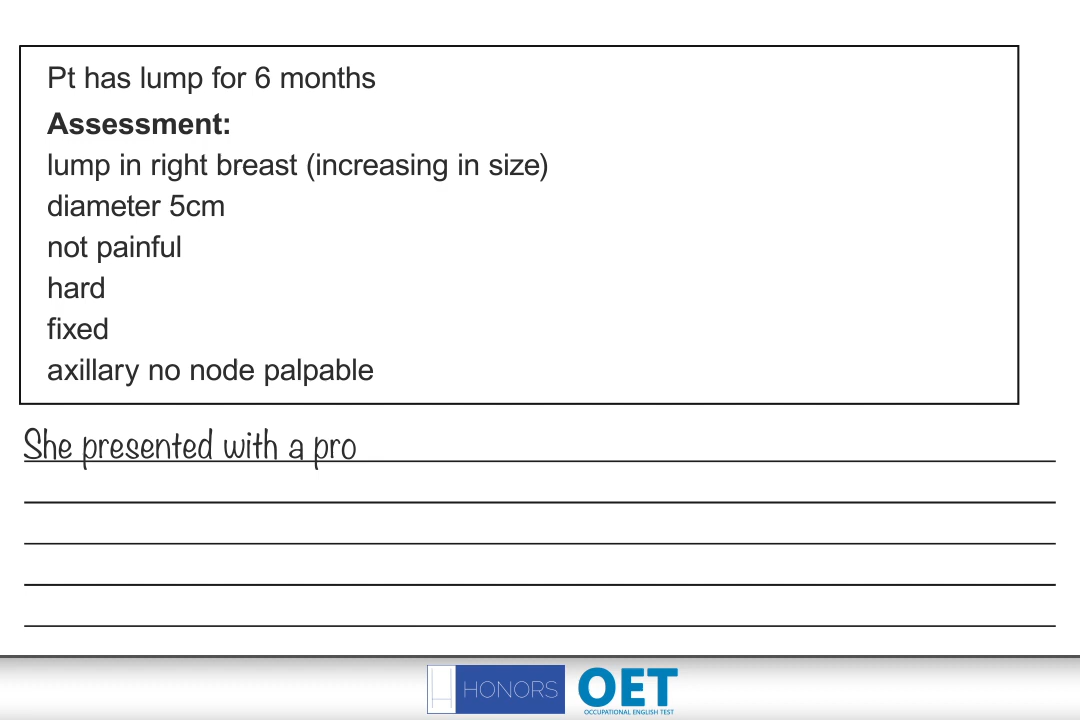 Pt has lump for 6 months
Assessment:
lump in right breast (increasing in size)
diameter 5cm
not painful
hard
fixed
axillary no node palpable
She presented with a pro
HONORS
OET
OCCUPATIONAL ENGLISH TEST